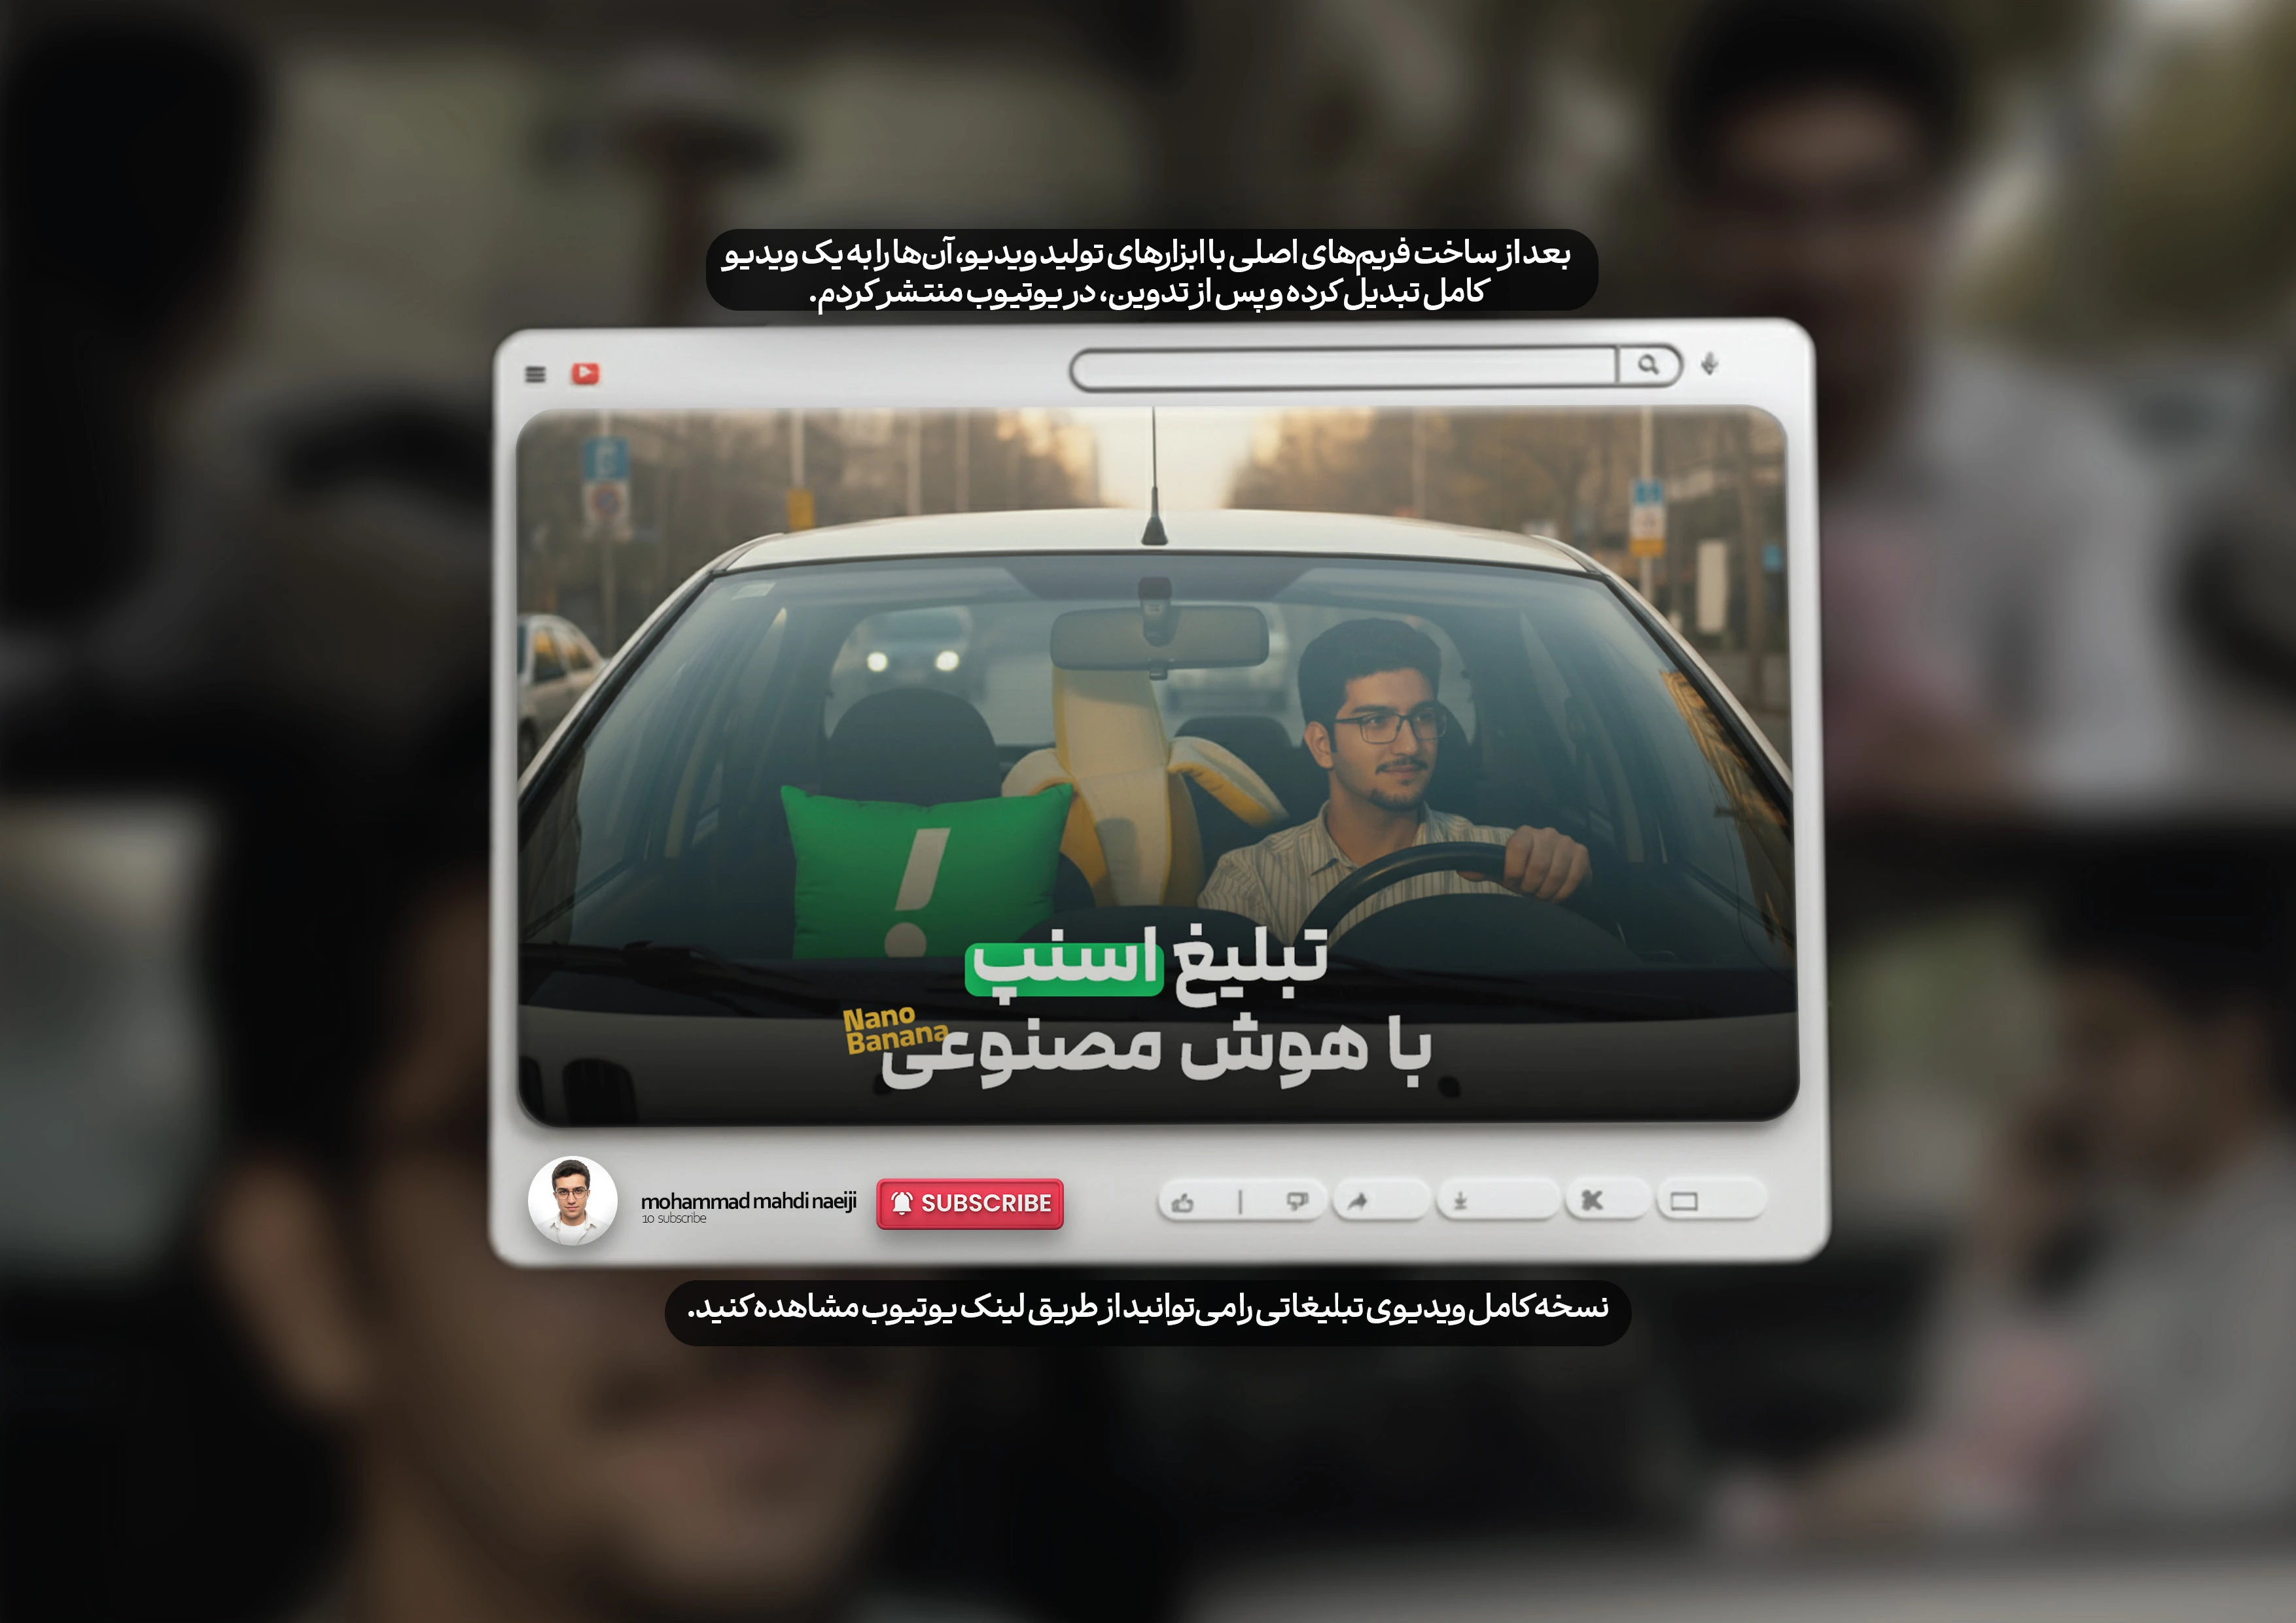 بعد از ساخت فریم‌های اصلی با ابزارهای تولید ویدیو، آن‌ها را به یک ویدیو
کامل تبدیل کرده و پس از تدوین، در یوتیوب منتشر کردم.
!
تبلیغ اسنپ
با هوش مصنوعی
Nano
Banana
mohammad mahdi naeiji
10 subscribe
SUBSCRIBE
نسخه کامل ویدیوی تبلیغاتی را می‌توانید از طریق لینک یوتیوب مشاهده کنید.